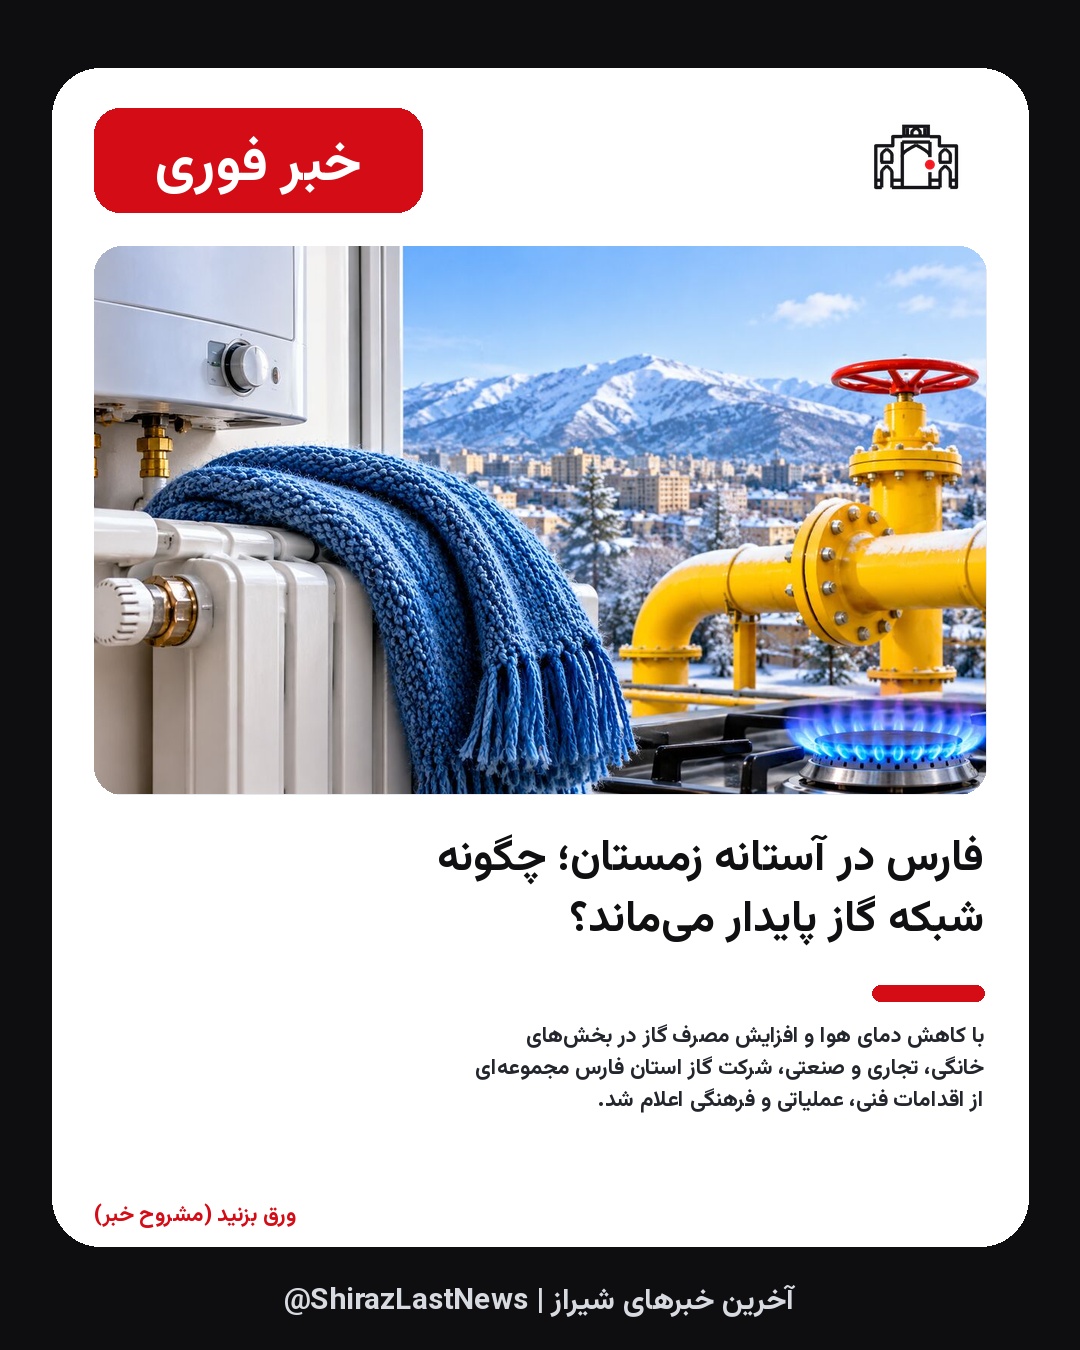 خبر فوری
فارس در آستانه زمستان؛ چگونه
شبکه گاز پایدار می‌ماند؟
با کاهش دمای هوا و افزایش مصرف گاز در بخش‌های
خانگی، تجاری و صنعتی، شرکت گاز استان فارس مجموعه‌ای
از اقدامات فنی، عملیاتی و فرهنگی اعلام شد.
ورق بزنید (مشروح خبر)
آخرین خبرهای شیراز | @ShirazLastNews